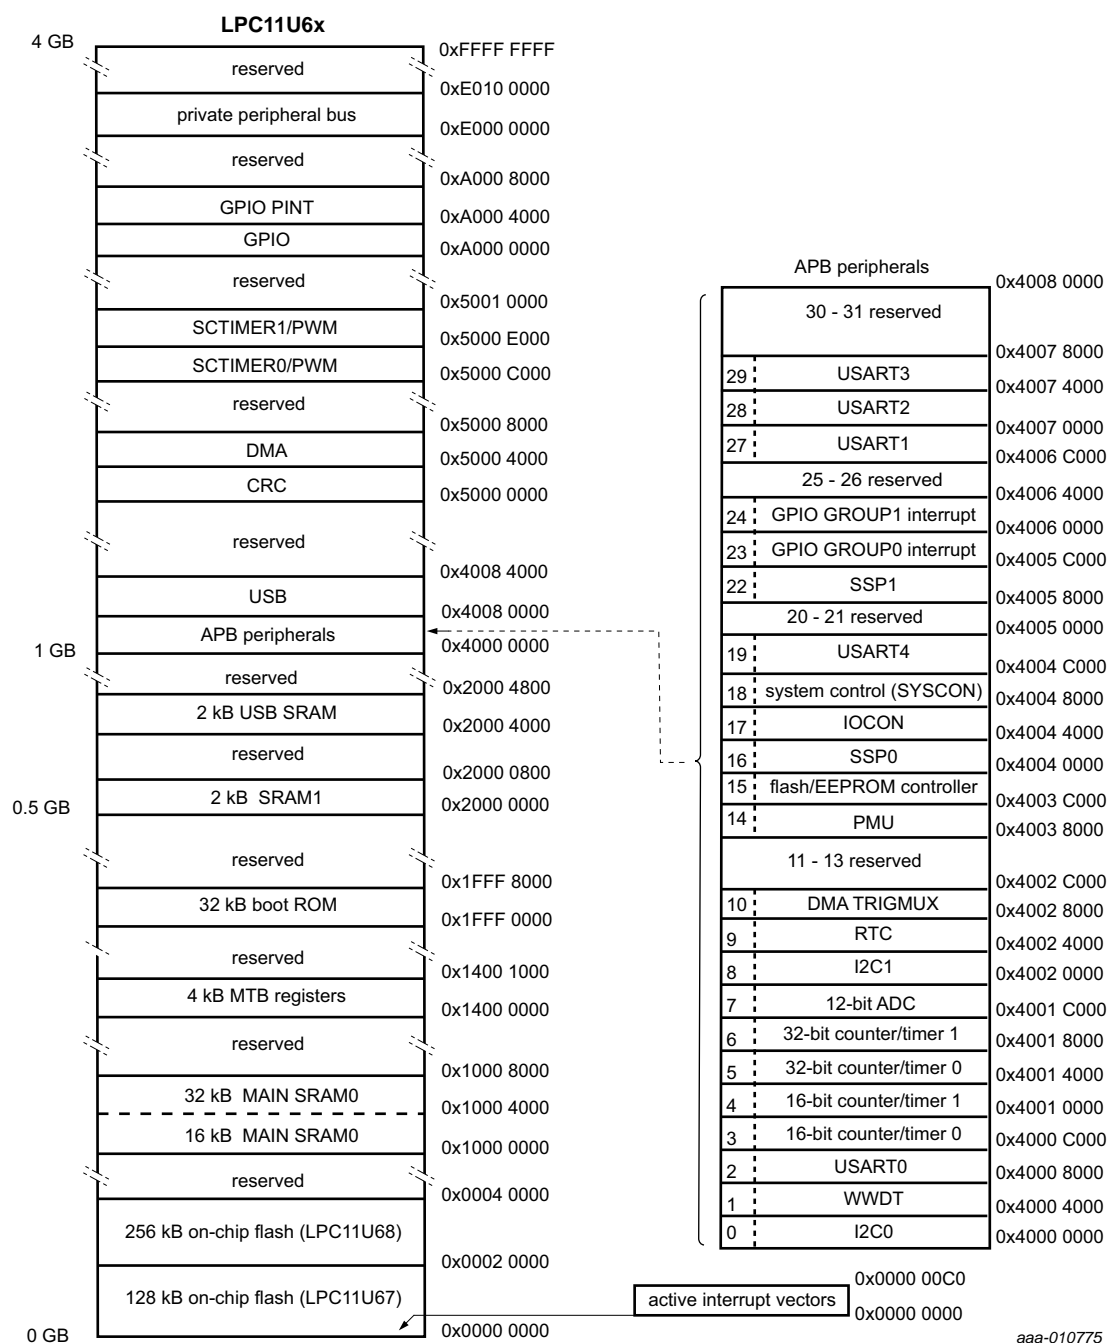 LPC11U6x
4 GB
0xFFFF FFFF
reserved
0xE010 0000
private peripheral bus
0xE000 0000
reserved
0xA000 8000
GPIO PINT
0xA000 4000
GPIO
0xA000 0000
reserved
0x5001 0000
SCTIMER1/PWM
0x5000 E000
SCTIMER0/PWM
0x5000 C000
reserved
0x5000 8000
DMA
0x5000 4000
CRC
0x5000 0000
reserved
0x4008 4000
USB
0x4008 0000
APB peripherals
1 GB
0x4000 0000
reserved
0x2000 4800
2 kB USB SRAM
0x2000 4000
reserved
0x2000 0800
2 kB SRAM1
0.5 GB
0x2000 0000
reserved
0x1FFF 8000
32 kB boot ROM
0x1FFF 0000
reserved
0x1400 1000
4 kB MTB registers
0x1400 0000
reserved
0x1000 8000
32 kB MAIN SRAM0
0x1000 4000
16 kB MAIN SRAM0
0x1000 0000
reserved
0x0004 0000
256 kB on-chip flash (LPC11U68)
0x0002 0000
128 kB on-chip flash (LPC11U67)
0 GB
0x0000 0000
APB peripherals
0x4008 0000
30 - 31 reserved
0x4007 8000
29 USART3
0x4007 4000
28 USART2
0x4007 0000
27 USART1
0x4006 C000
25 - 26 reserved
0x4006 4000
24 GPIO GROUP1 interrupt
0x4006 0000
23 GPIO GROUP0 interrupt
0x4005 C000
22 SSP1
0x4005 8000
20 - 21 reserved
0x4005 0000
19 USART4
0x4004 C000
18 system control (SYSCON)
0x4004 8000
17 IOCON
0x4004 4000
16 SSP0
0x4004 0000
15 flash/EEPROM controller
0x4003 C000
14 PMU
0x4003 8000
11 - 13 reserved
0x4002 C000
10 DMA TRIGMUX
0x4002 8000
9 RTC
0x4002 4000
8 I2C1
0x4002 0000
7 12-bit ADC
0x4001 C000
6 32-bit counter/timer 1
0x4001 8000
5 32-bit counter/timer 0
0x4001 4000
4 16-bit counter/timer 1
0x4001 0000
3 16-bit counter/timer 0
0x4000 C000
2 USART0
0x4000 8000
1 WWDT
0x4000 4000
0 I2C0
0x4000 0000
0x0000 00C0
active interrupt vectors
0x0000 0000
aaa-010775